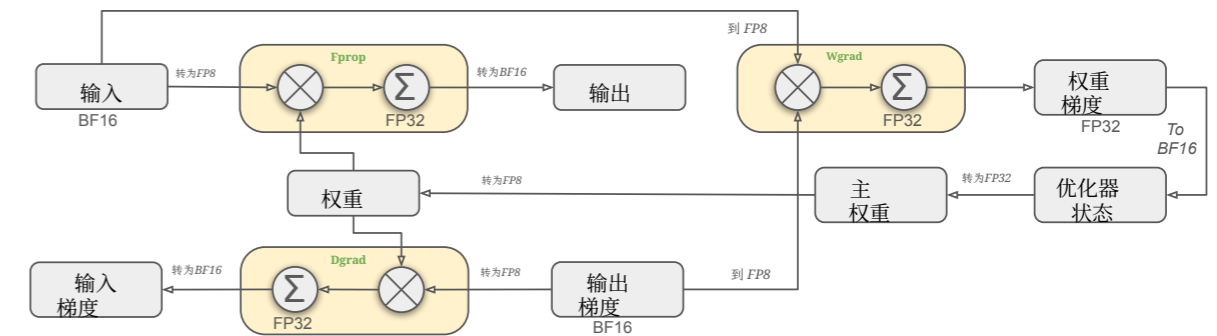 到 FP8
Fprop
Wgrad
输入
转为FP8
FP32
转为BF16
输出
FP32
权重
梯度
BF16
FP32
To
BF16
权重
转为FP8
主
权重
转为FP32
优化器
状态
Dgrad
输入
梯度
转为BF16
Σ
FP32
转为FP8
输出
梯度
BF16
到 FP8
Σ
Σ